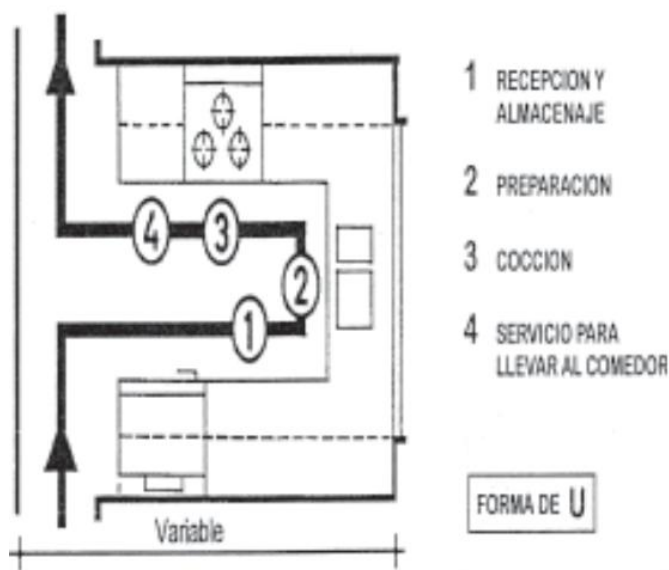 1 RECEPCION Y
ALMACENAJE
2 PREPARACION
3 COCCION
4 SERVICIO PARA
LLEVAR AL COMEDOR
FORMA DE U
4 3
2
1
Variable